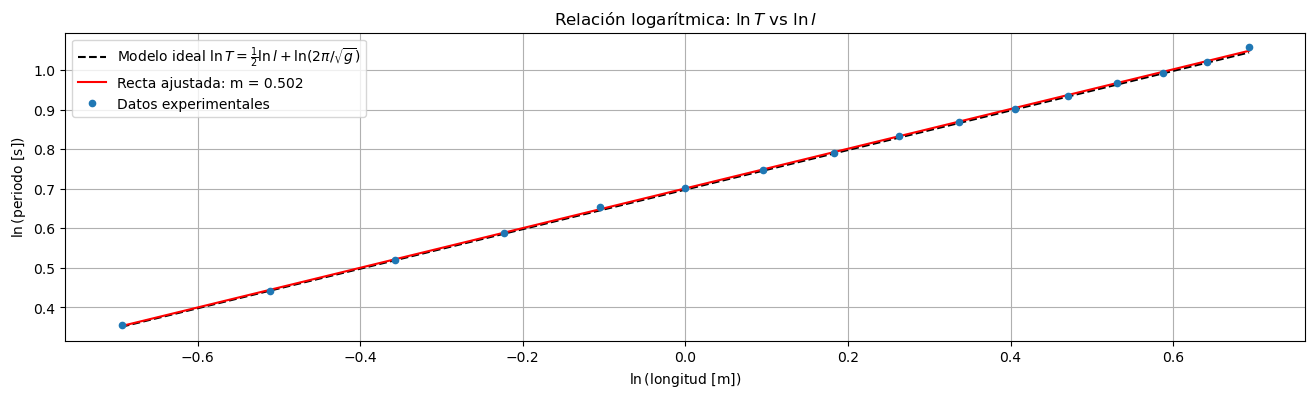 Relación logarítmica: ln T vs ln l
Modelo ideal ln T = ½ ln l + ln(2π/√g)
Recta ajustada: m = 0.502
Datos experimentales
ln (periodo [s])
1.0
0.9
0.8
0.7
0.6
0.5
0.4
−0.6 −0.4 −0.2 0.0 0.2 0.4 0.6
ln (longitud [m])